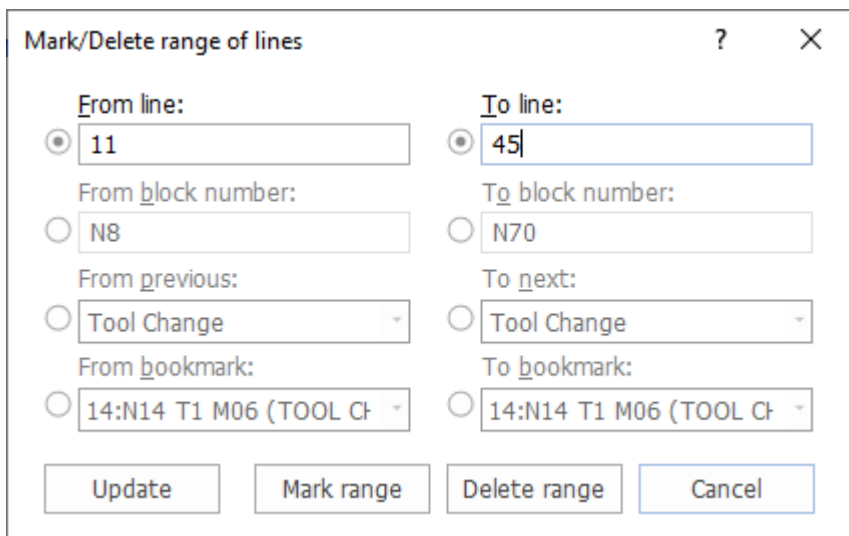 Mark/Delete range of lines ?
From line: To line:
11 45
From block number: To block number:
N8 N70
From previous: To next:
Tool Change Tool Change
From bookmark: To bookmark:
14:N14 T1 M06 (TOOL CH 14:N14 T1 M06 (TOOL CH
Update Mark range Delete range Cancel